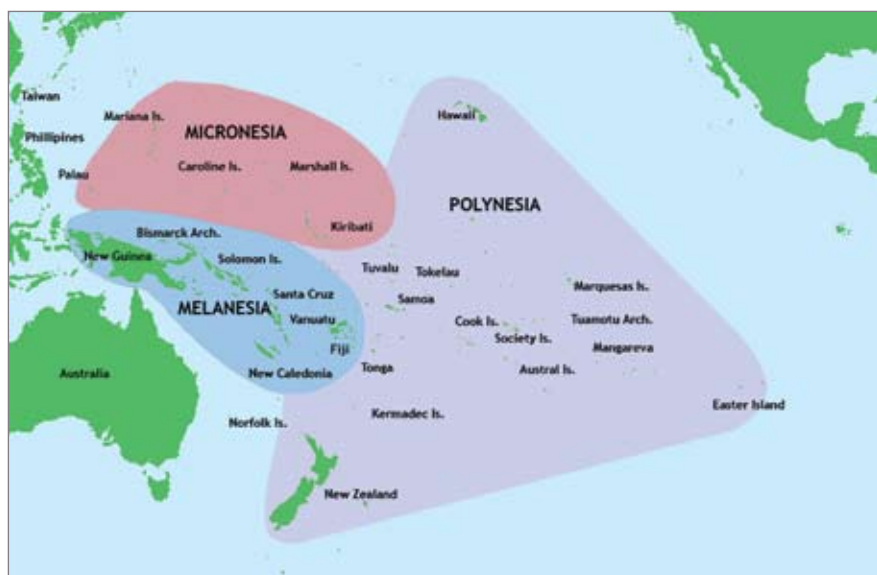 Taiwan
Mariana Is.
Hawaii
MICRONESIA
Phillipines
Caroline Is.
Marshall Is.
Palau
POLYNESIA
Kiribati
Bismarck Arch.
New Guinea
Solomon Is.
Tuvalu
Tokelau
Marquesas Is.
Santa Cruz
Samoa
MELANESIA
Vanuatu
Cook Is.
Tuamotu Arch.
Society Is.
Fiji
Mangareva
Tonga
Austral Is.
Australia
New Caledonia
Easter Island
Kermadec Is.
Norfolk Is.
New Zealand